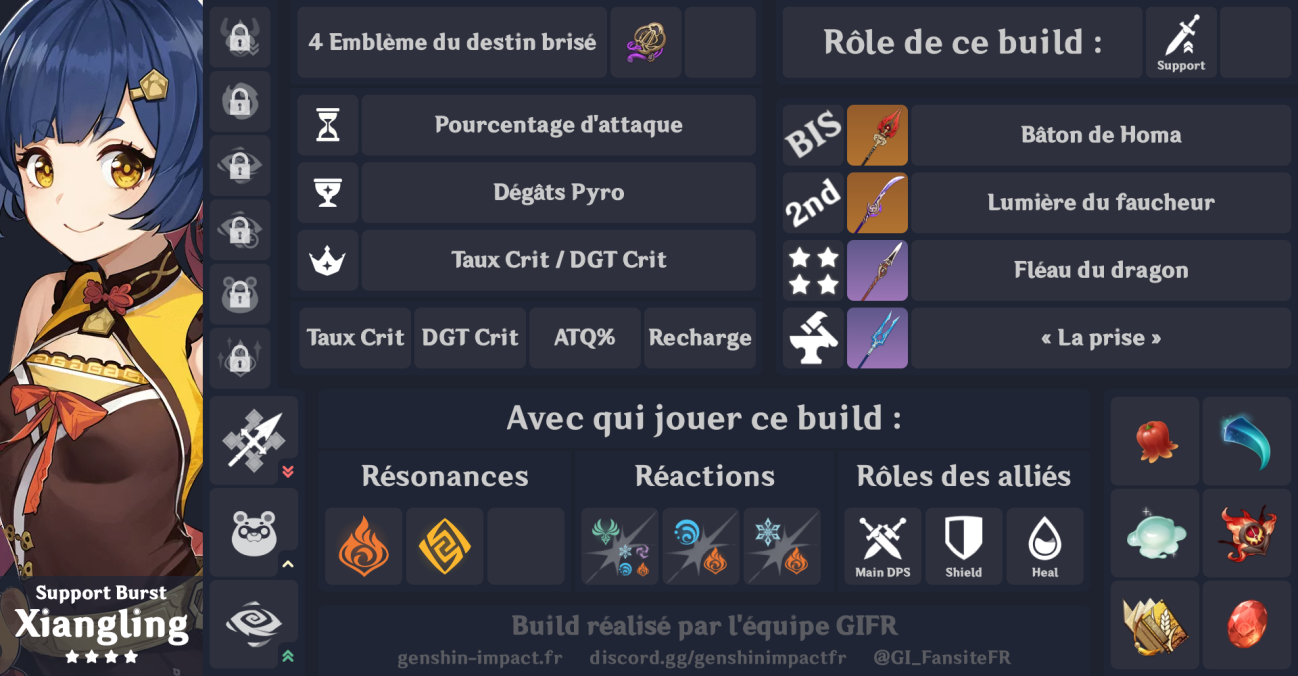 4 Emblème du destin brisé
Rôle de ce build :
Support
Pourcentage d'attaque
Dégâts Pyro
Taux Crit / DGT Crit
Taux Crit
DGT Crit
ATQ%
Recharge
BIS
Bâton de Homa
2nd
Lumière du faucheur
Fléau du dragon
« La prise »
Avec qui jouer ce build :
Résonances
Réactions
Rôles des alliés
Main DPS
Shield
Heal
Support Burst
Xiangling
Build réalisé par l'équipe GIFR
genshin-impact.fr discord.gg/genshinimpactfr @GI_FansiteFR